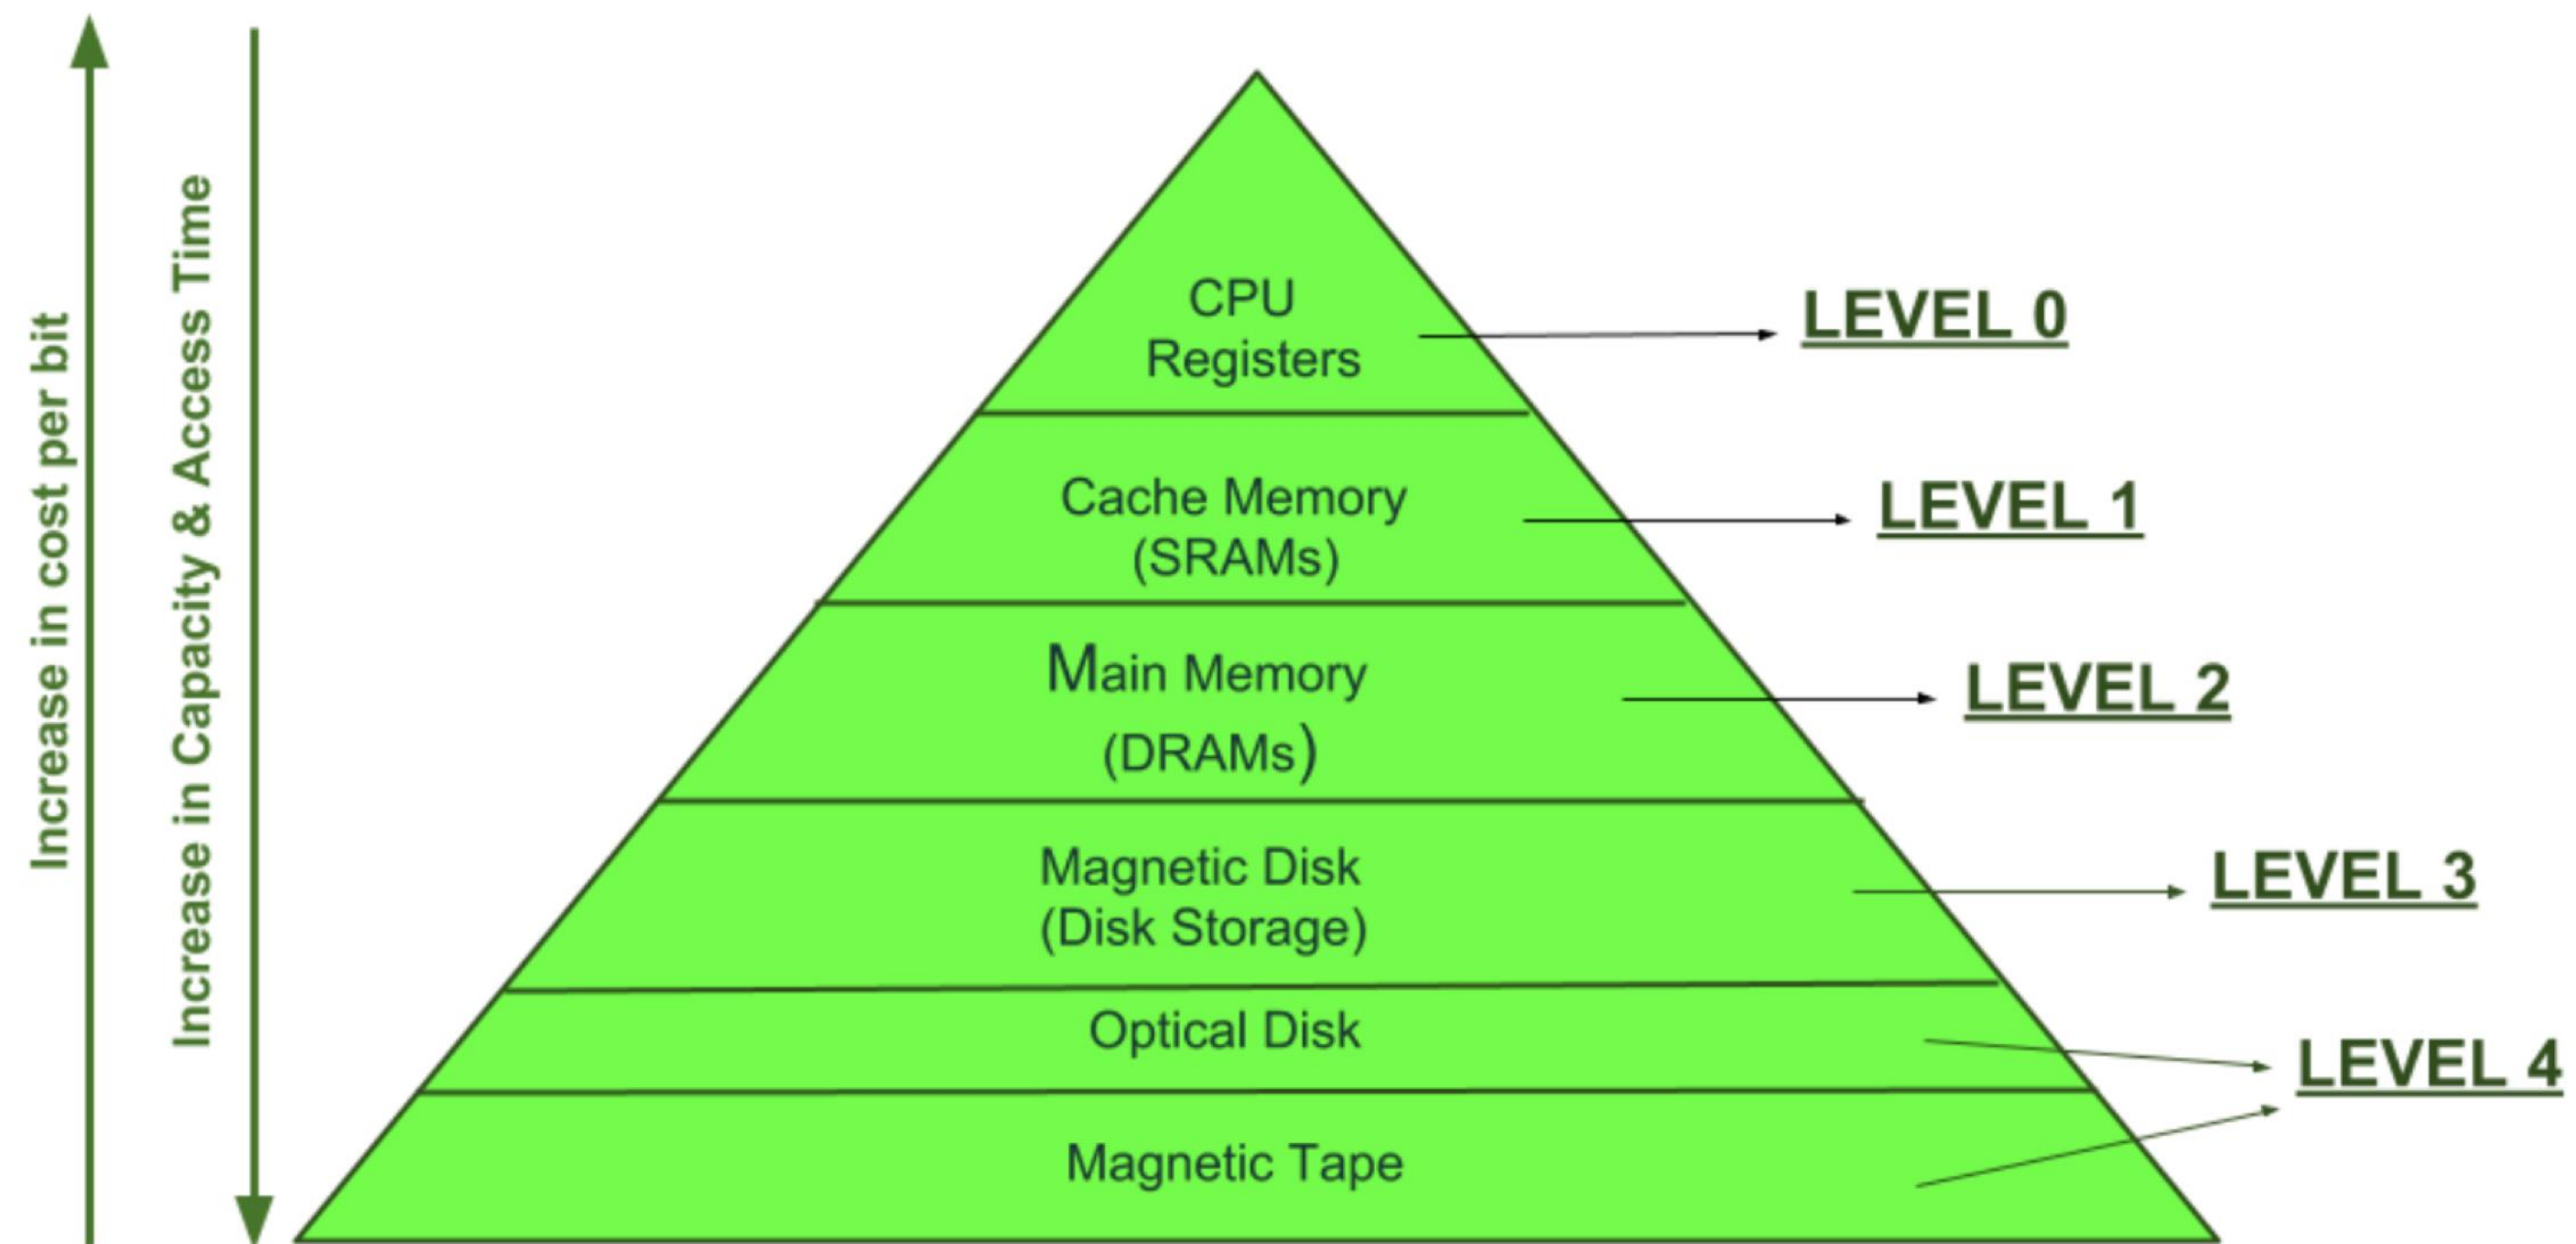 Increase in cost per bit
Increase in Capacity & Access Time
CPU
Registers
LEVEL 0
Cache Memory
(SRAMs)
LEVEL 1
Main Memory
(DRAMs)
LEVEL 2
Magnetic Disk
(Disk Storage)
LEVEL 3
Optical Disk
LEVEL 4
Magnetic Tape